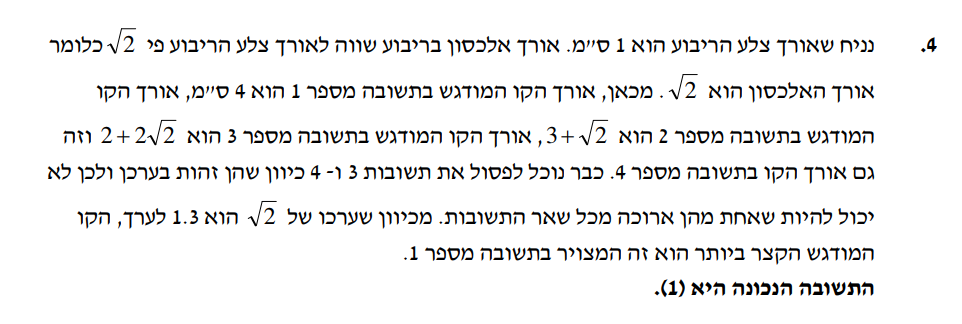 4. נניח שאורך צלע הריבוע הוא 1 ס״מ. אורך אלכסון בריבוע שווה לאורך צלע הריבוע פי √2 כלומר
אורך האלכסון הוא √2. מכאן, אורך הקו המודגש בתשובה מספר 1 הוא 4 ס״מ, אורך הקו
המודגש בתשובה מספר 2 הוא 3+√2, אורך הקו המודגש בתשובה מספר 3 הוא 2+2√2 וזה
גם אורך הקו בתשובה מספר 4. כבר נוכל לפסול את תשובות 3 ו- 4 כיוון שהן זהות בערכן ולכן לא
יכול להיות שאחת מהן ארוכה מכל שאר התשובות. מכיוון שערכו של √2 הוא 1.3 לערך, הקו
המודגש הקצר ביותר הוא זה המצויר בתשובה מספר 1.
התשובה הנכונה היא (1).